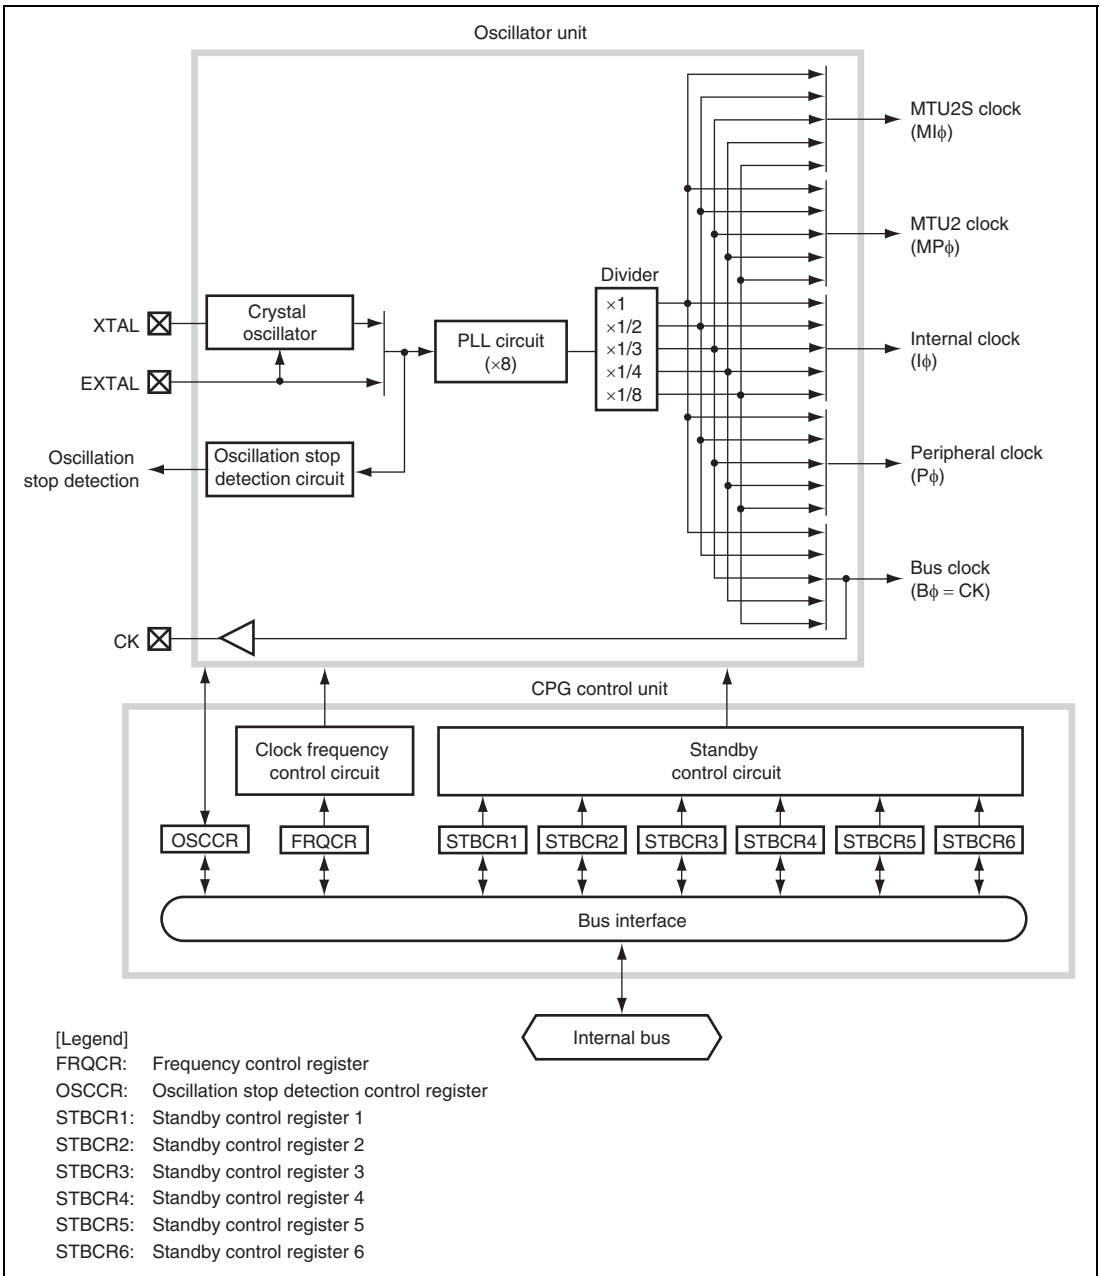 Oscillator unit
MTU2S clock
(MIϕ)
MTU2 clock
(MPϕ)
Divider
×1
×1/2
×1/3
×1/4
×1/8
XTAL
Crystal
oscillator
PLL circuit
(×8)
Internal clock
(Iϕ)
EXTAL
Oscillation
stop detection
Oscillation stop
detection circuit
Peripheral clock
(Pϕ)
Bus clock
(Bϕ = CK)
CK
CPG control unit
Clock frequency
control circuit
Standby
control circuit
OSCCR
FRQCR
STBCR1
STBCR2
STBCR3
STBCR4
STBCR5
STBCR6
Bus interface
Internal bus
[Legend]
FRQCR: Frequency control register
OSCCR: Oscillation stop detection control register
STBCR1: Standby control register 1
STBCR2: Standby control register 2
STBCR3: Standby control register 3
STBCR4: Standby control register 4
STBCR5: Standby control register 5
STBCR6: Standby control register 6